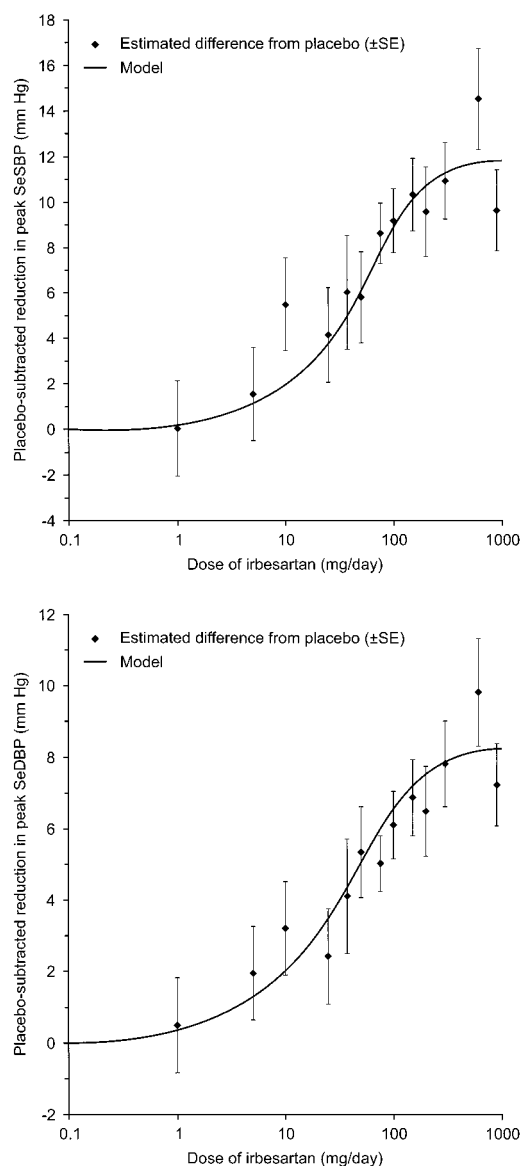 18
16
14
12
10
8
6
4
2
0
-2
-4
Placebo-subtracted reduction in peak SeSBP (mm Hg)
Estimated difference from placebo (±SE)
Model
0.1 1 10 100 1000
Dose of irbesartan (mg/day)
12
10
8
6
4
2
0
-2
Placebo-subtracted reduction in peak SeDBP (mm Hg)
Estimated difference from placebo (±SE)
Model
0.1 1 10 100 1000
Dose of irbesartan (mg/day)